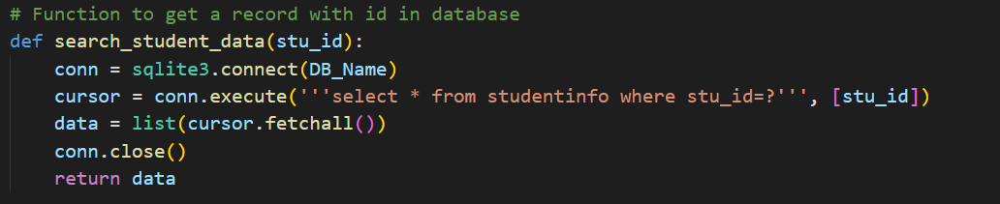 # Function to get a record with id in database
def search_student_data(stu_id):
    conn = sqlite3.connect(DB_Name)
    cursor = conn.execute('''select * from studentinfo where stu_id=?''', [stu_id])
    data = list(cursor.fetchall())
    conn.close()
    return data